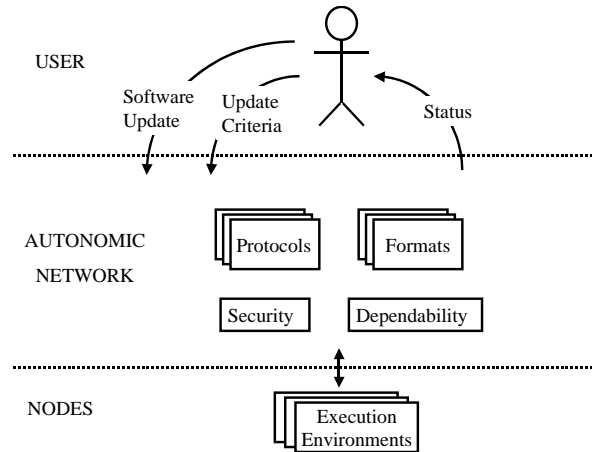 USER
Software
Update
Update
Criteria
Status
AUTONOMIC
NETWORK
Protocols
Formats
Security
Dependability
NODES
Execution
Environments